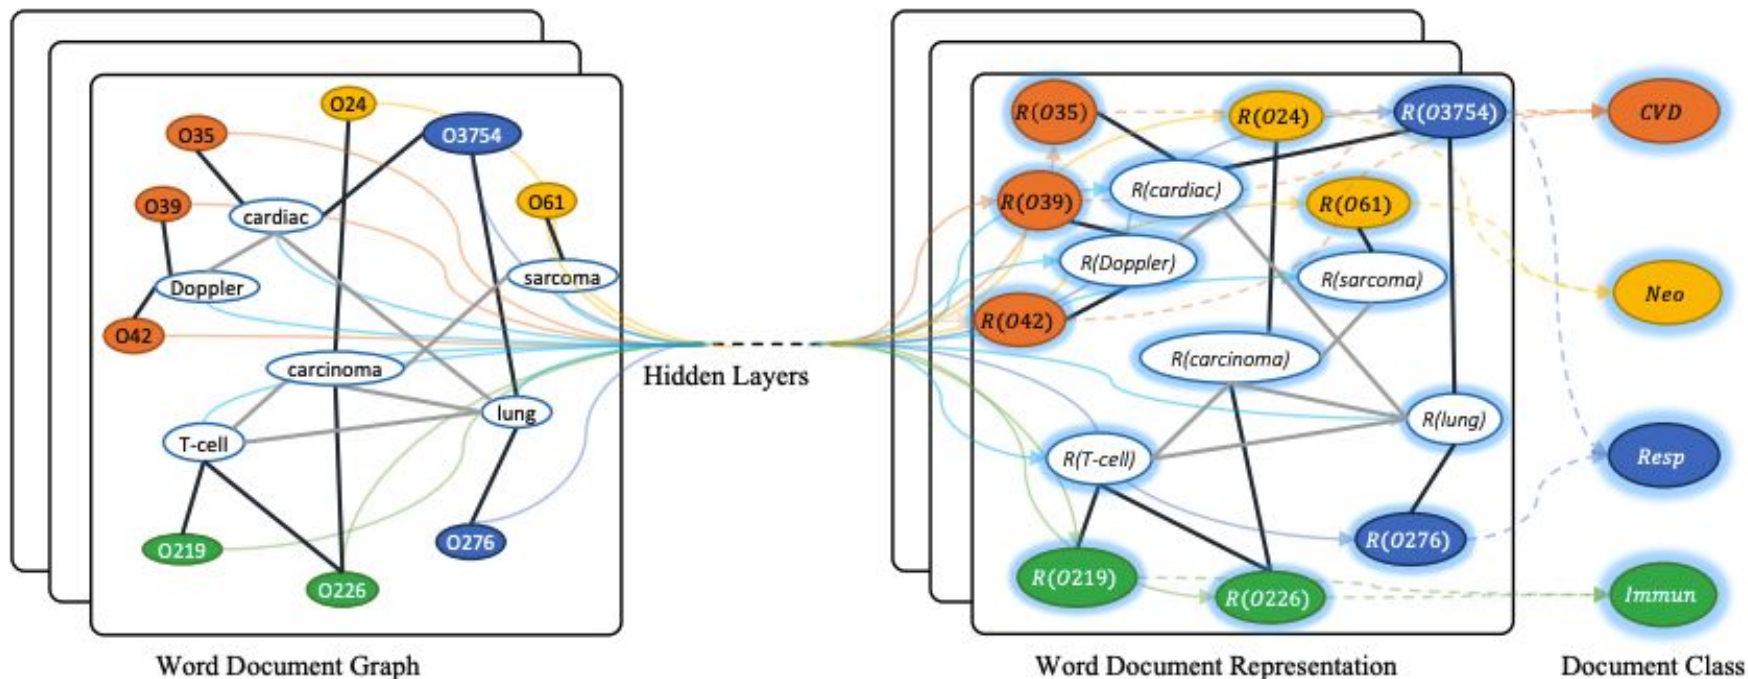 O24
O35
O3754
O39
O61
cardiac
Doppler
sarcoma
O42
carcinoma
lung
T-cell
O219
O276
O226
Word Document Graph
Hidden Layers
R(O35)
R(O24)
R(O3754)
R(cardiac)
R(O39)
R(O61)
R(Doppler)
R(sarcoma)
R(O42)
R(carcinoma)
R(lung)
R(T-cell)
R(O276)
R(O219)
R(O226)
Word Document Representation
CVD
Neo
Resp
Immun
Document Class